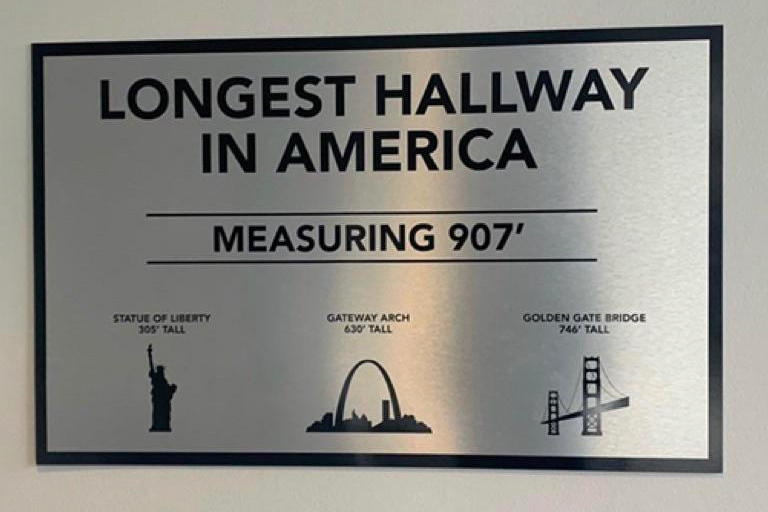 LONGEST HALLWAY
IN AMERICA
MEASURING 907'
STATUE OF LIBERTY
305' TALL
GATEWAY ARCH
630' TALL
GOLDEN GATE BRIDGE
746' TALL